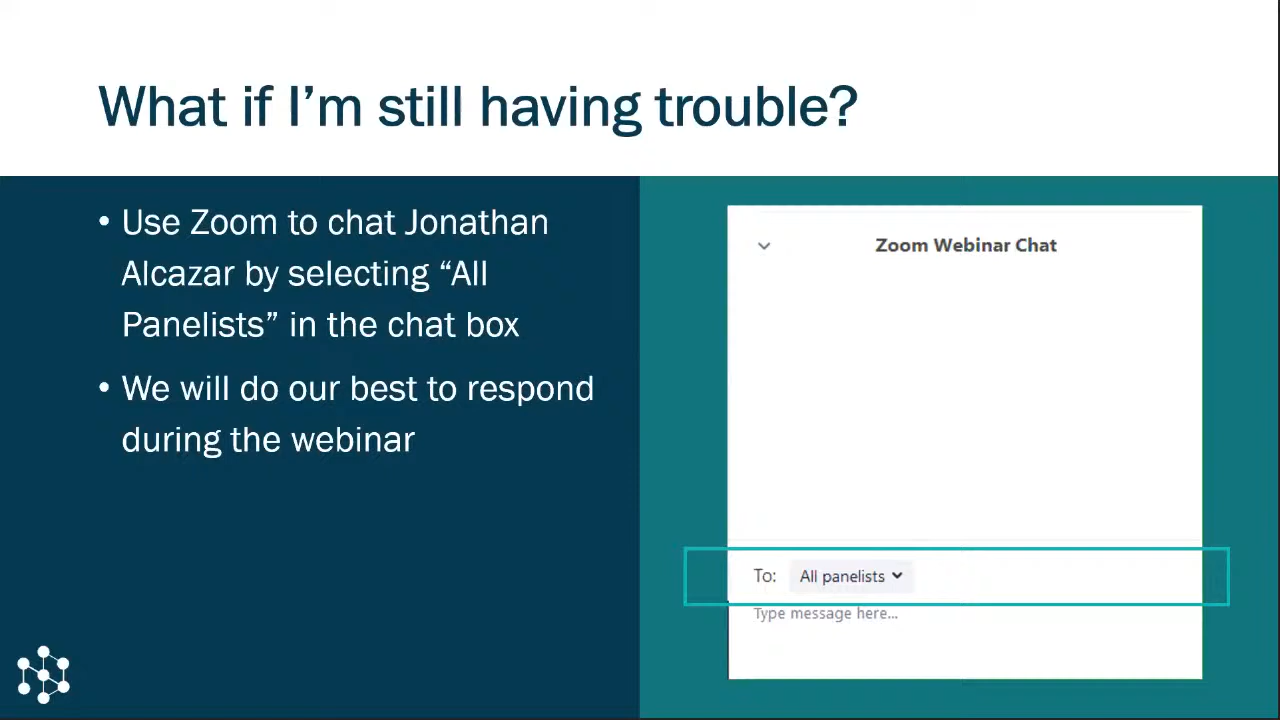 What if I’m still having trouble?
• Use Zoom to chat Jonathan
Alcazar by selecting “All
Panelists” in the chat box
• We will do our best to respond
during the webinar
Zoom Webinar Chat
To: All panelists
Type message here...